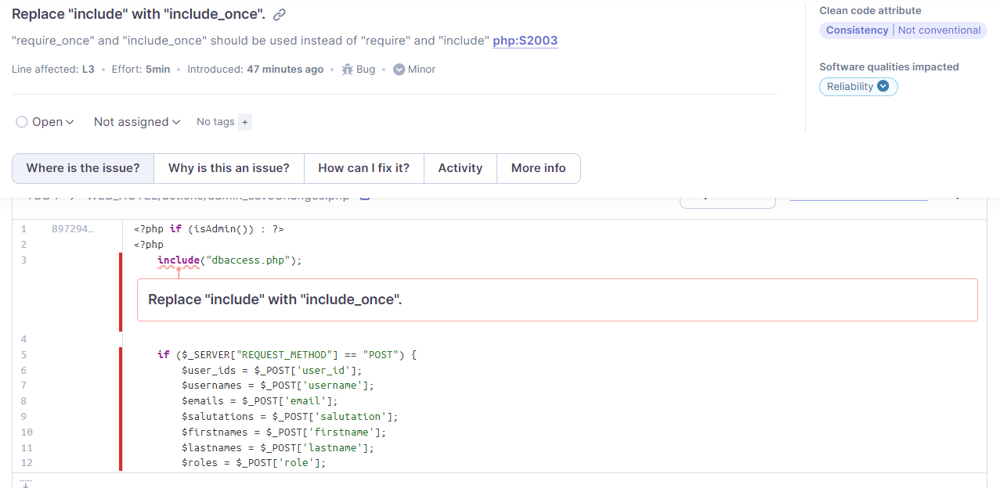 Replace "include" with "include_once".
"require_once" and "include_once" should be used instead of "require" and "include" php:S2003
Line affected: L3 • Effort: 5min • Introduced: 47 minutes ago • Bug • Minor
Clean code attribute
Consistency | Not conventional
Software qualities impacted
Reliability
Open Not assigned No tags +
Where is the issue? Why is this an issue? How can I fix it? Activity More info
1 897294… <?php if (isAdmin()) : ?>
2 <?php
3 include("dbaccess.php");
Replace "include" with "include_once".
4
5 if ($_SERVER["REQUEST_METHOD"] == "POST") {
6 $user_ids = $_POST['user_id'];
7 $usernames = $_POST['username'];
8 $emails = $_POST['email'];
9 $salutations = $_POST['salutation'];
10 $firstnames = $_POST['firstname'];
11 $lastnames = $_POST['lastname'];
12 $roles = $_POST['role'];